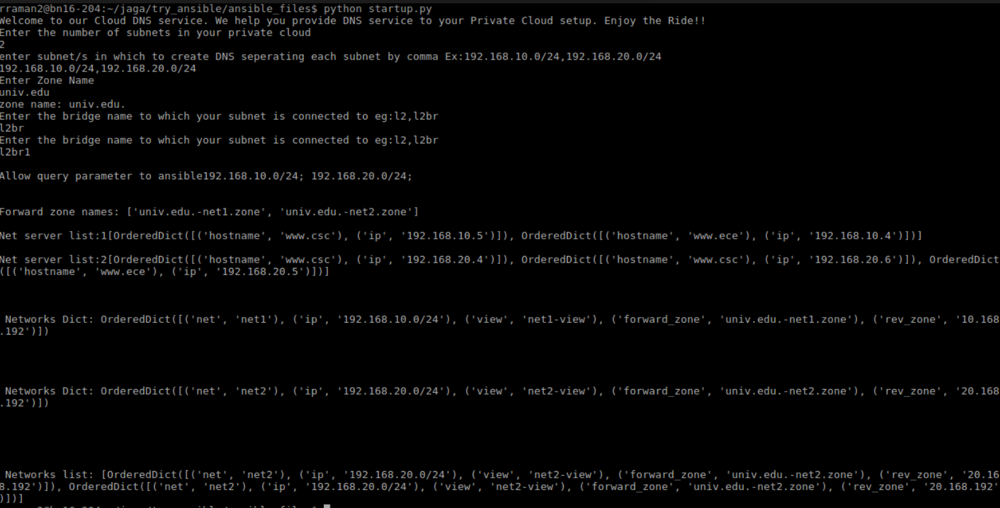 rraman2@bn16-204:~/jaga/try_ansible/ansible_files$ python startup.py
Welcome to our Cloud DNS service. We help you provide DNS service to your Private Cloud setup. Enjoy the Ride!!
Enter the number of subnets in your private cloud
2
enter subnet/s in which to create DNS seperating each subnet by comma Ex:192.168.10.0/24,192.168.20.0/24
192.168.10.0/24,192.168.20.0/24
Enter Zone Name
univ.edu
zone name: univ.edu.
Enter the bridge name to which your subnet is connected to eg:l2,l2br
l2br
Enter the bridge name to which your subnet is connected to eg:l2,l2br
l2br1
Allow query parameter to ansible192.168.10.0/24; 192.168.20.0/24;
Forward zone names: ['univ.edu.-net1.zone', 'univ.edu.-net2.zone']
Net server list:1[OrderedDict([('hostname', 'www.csc'), ('ip', '192.168.10.5')]), OrderedDict([('hostname', 'www.ece'), ('ip', '192.168.10.4')])]
Net server list:2[OrderedDict([('hostname', 'www.csc'), ('ip', '192.168.20.4')]), OrderedDict([('hostname', 'www.csc'), ('ip', '192.168.20.6')]), OrderedDict
([('hostname', 'www.ece'), ('ip', '192.168.20.5')])]
Networks Dict: OrderedDict([('net', 'net1'), ('ip', '192.168.10.0/24'), ('view', 'net1-view'), ('forward_zone', 'univ.edu.-net1.zone'), ('rev_zone', '10.168
.192')])
Networks Dict: OrderedDict([('net', 'net2'), ('ip', '192.168.20.0/24'), ('view', 'net2-view'), ('forward_zone', 'univ.edu.-net2.zone'), ('rev_zone', '20.168
.192')])
Networks list: [OrderedDict([('net', 'net2'), ('ip', '192.168.20.0/24'), ('view', 'net2-view'), ('forward_zone', 'univ.edu.-net2.zone'), ('rev_zone', '20.16
8.192')]), OrderedDict([('net', 'net2'), ('ip', '192.168.20.0/24'), ('view', 'net2-view'), ('forward_zone', 'univ.edu.-net2.zone'), ('rev_zone', '20.168.192'
)])]